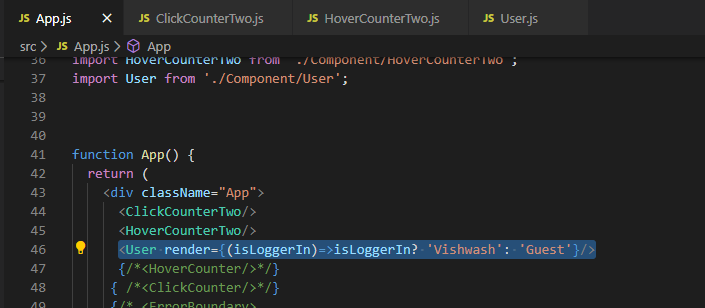 JS App.js × JS ClickCounterTwo.js JS HoverCounterTwo.js JS User.js
src > JS App.js > App
36 import HoverCounterTwo from './Component/HoverCounterTwo';
37 import User from './Component/User';
38
39
40
41 function App() {
42 return (
43 <div className="App">
44 <ClickCounterTwo/>
45 <HoverCounterTwo/>
46 <User render={(isLoggerIn)=>isLoggerIn? 'Vishwash': 'Guest'}/>
47 {/*<HoverCounter/>*/}
48 { /*<ClickCounter/>*/}
49 {/* <ErrorBoundary>